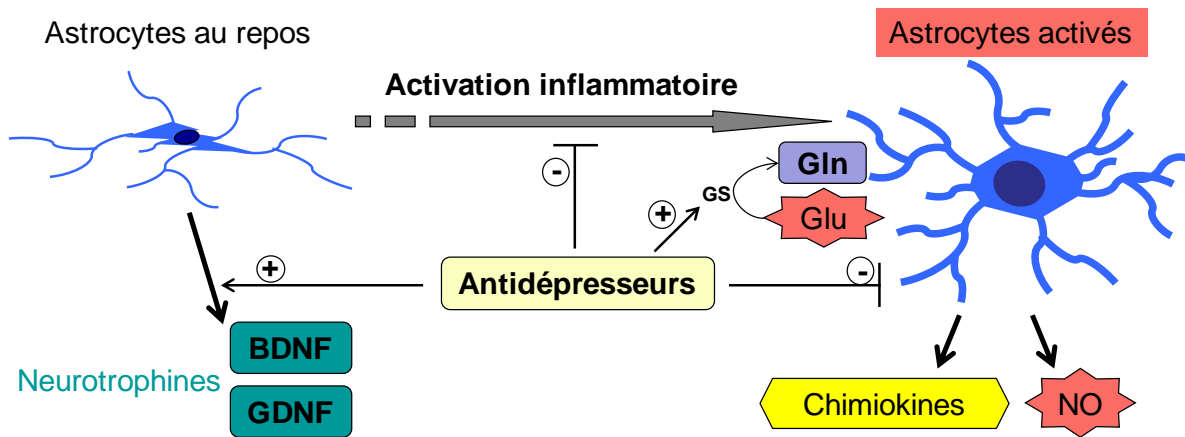 Astrocytes au repos
Astrocytes activés
Activation inflammatoire
Gln
-
GS
+
Glu
+
Antidépresseurs
-
BDNF
Neurotrophines
GDNF
Chimiokines
NO